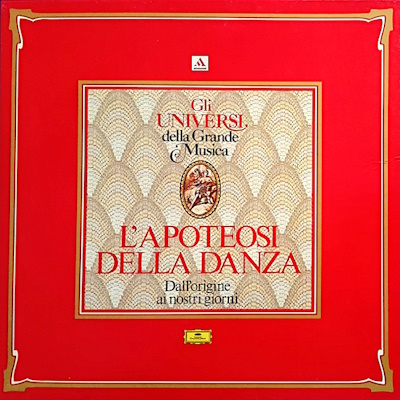 Gli
UNIVERSI
della Grande
Musica
L'APOTEOSI
DELLA DANZA
Dall'origine
ai nostri giorni